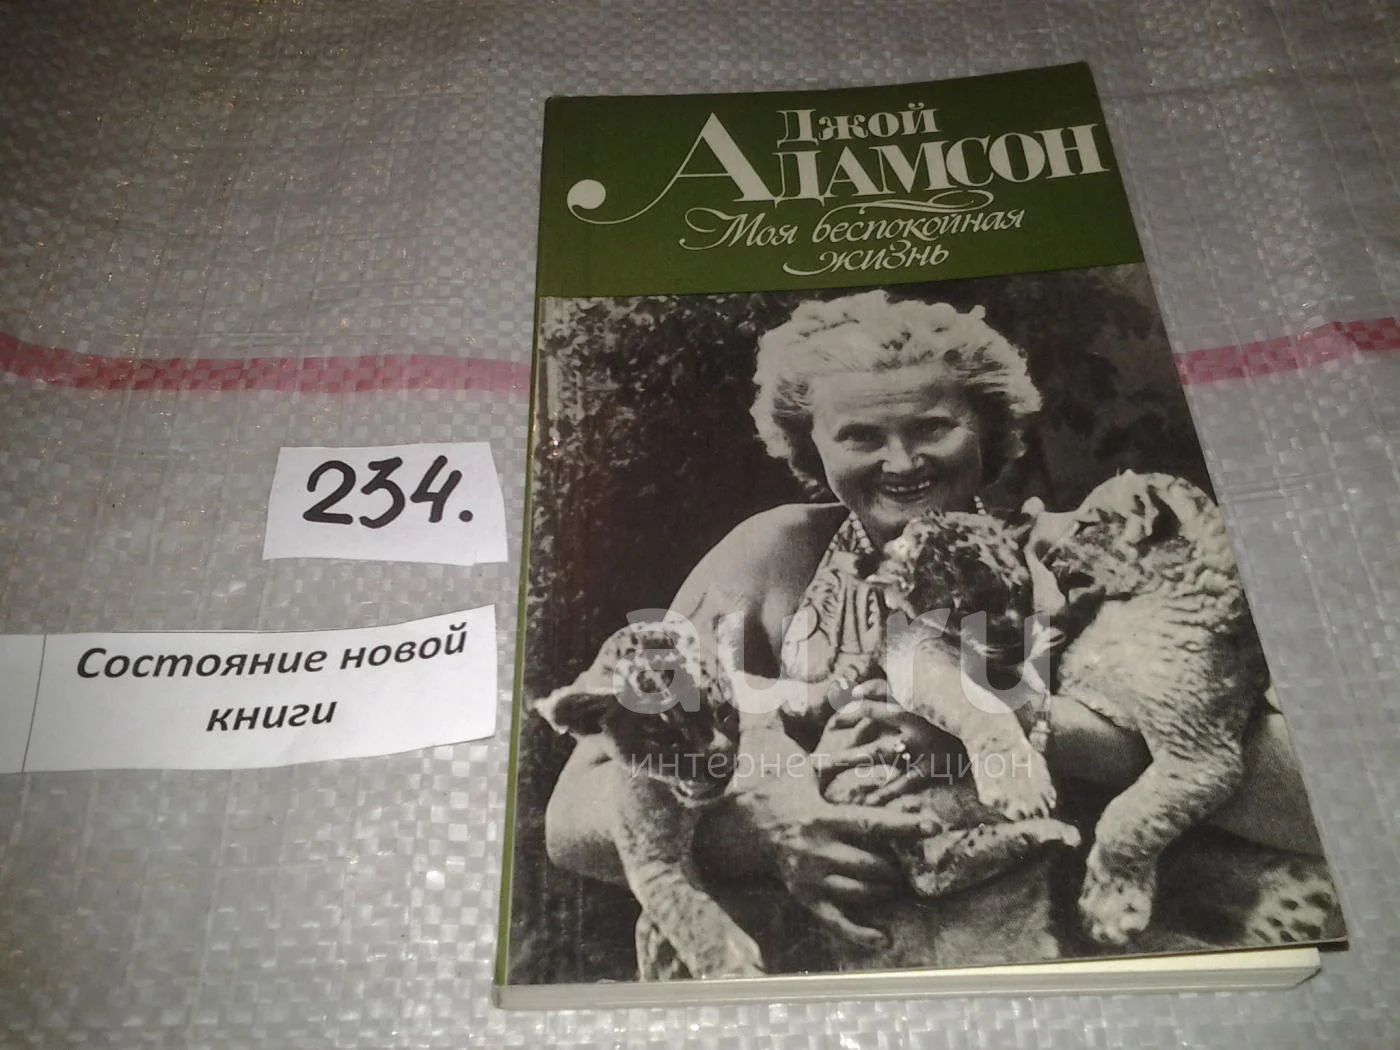 Джой
АДАМСОН
Моя беспокойная
жизнь
234.
Состояние новой
книги
au.ru
интернет-аукцион